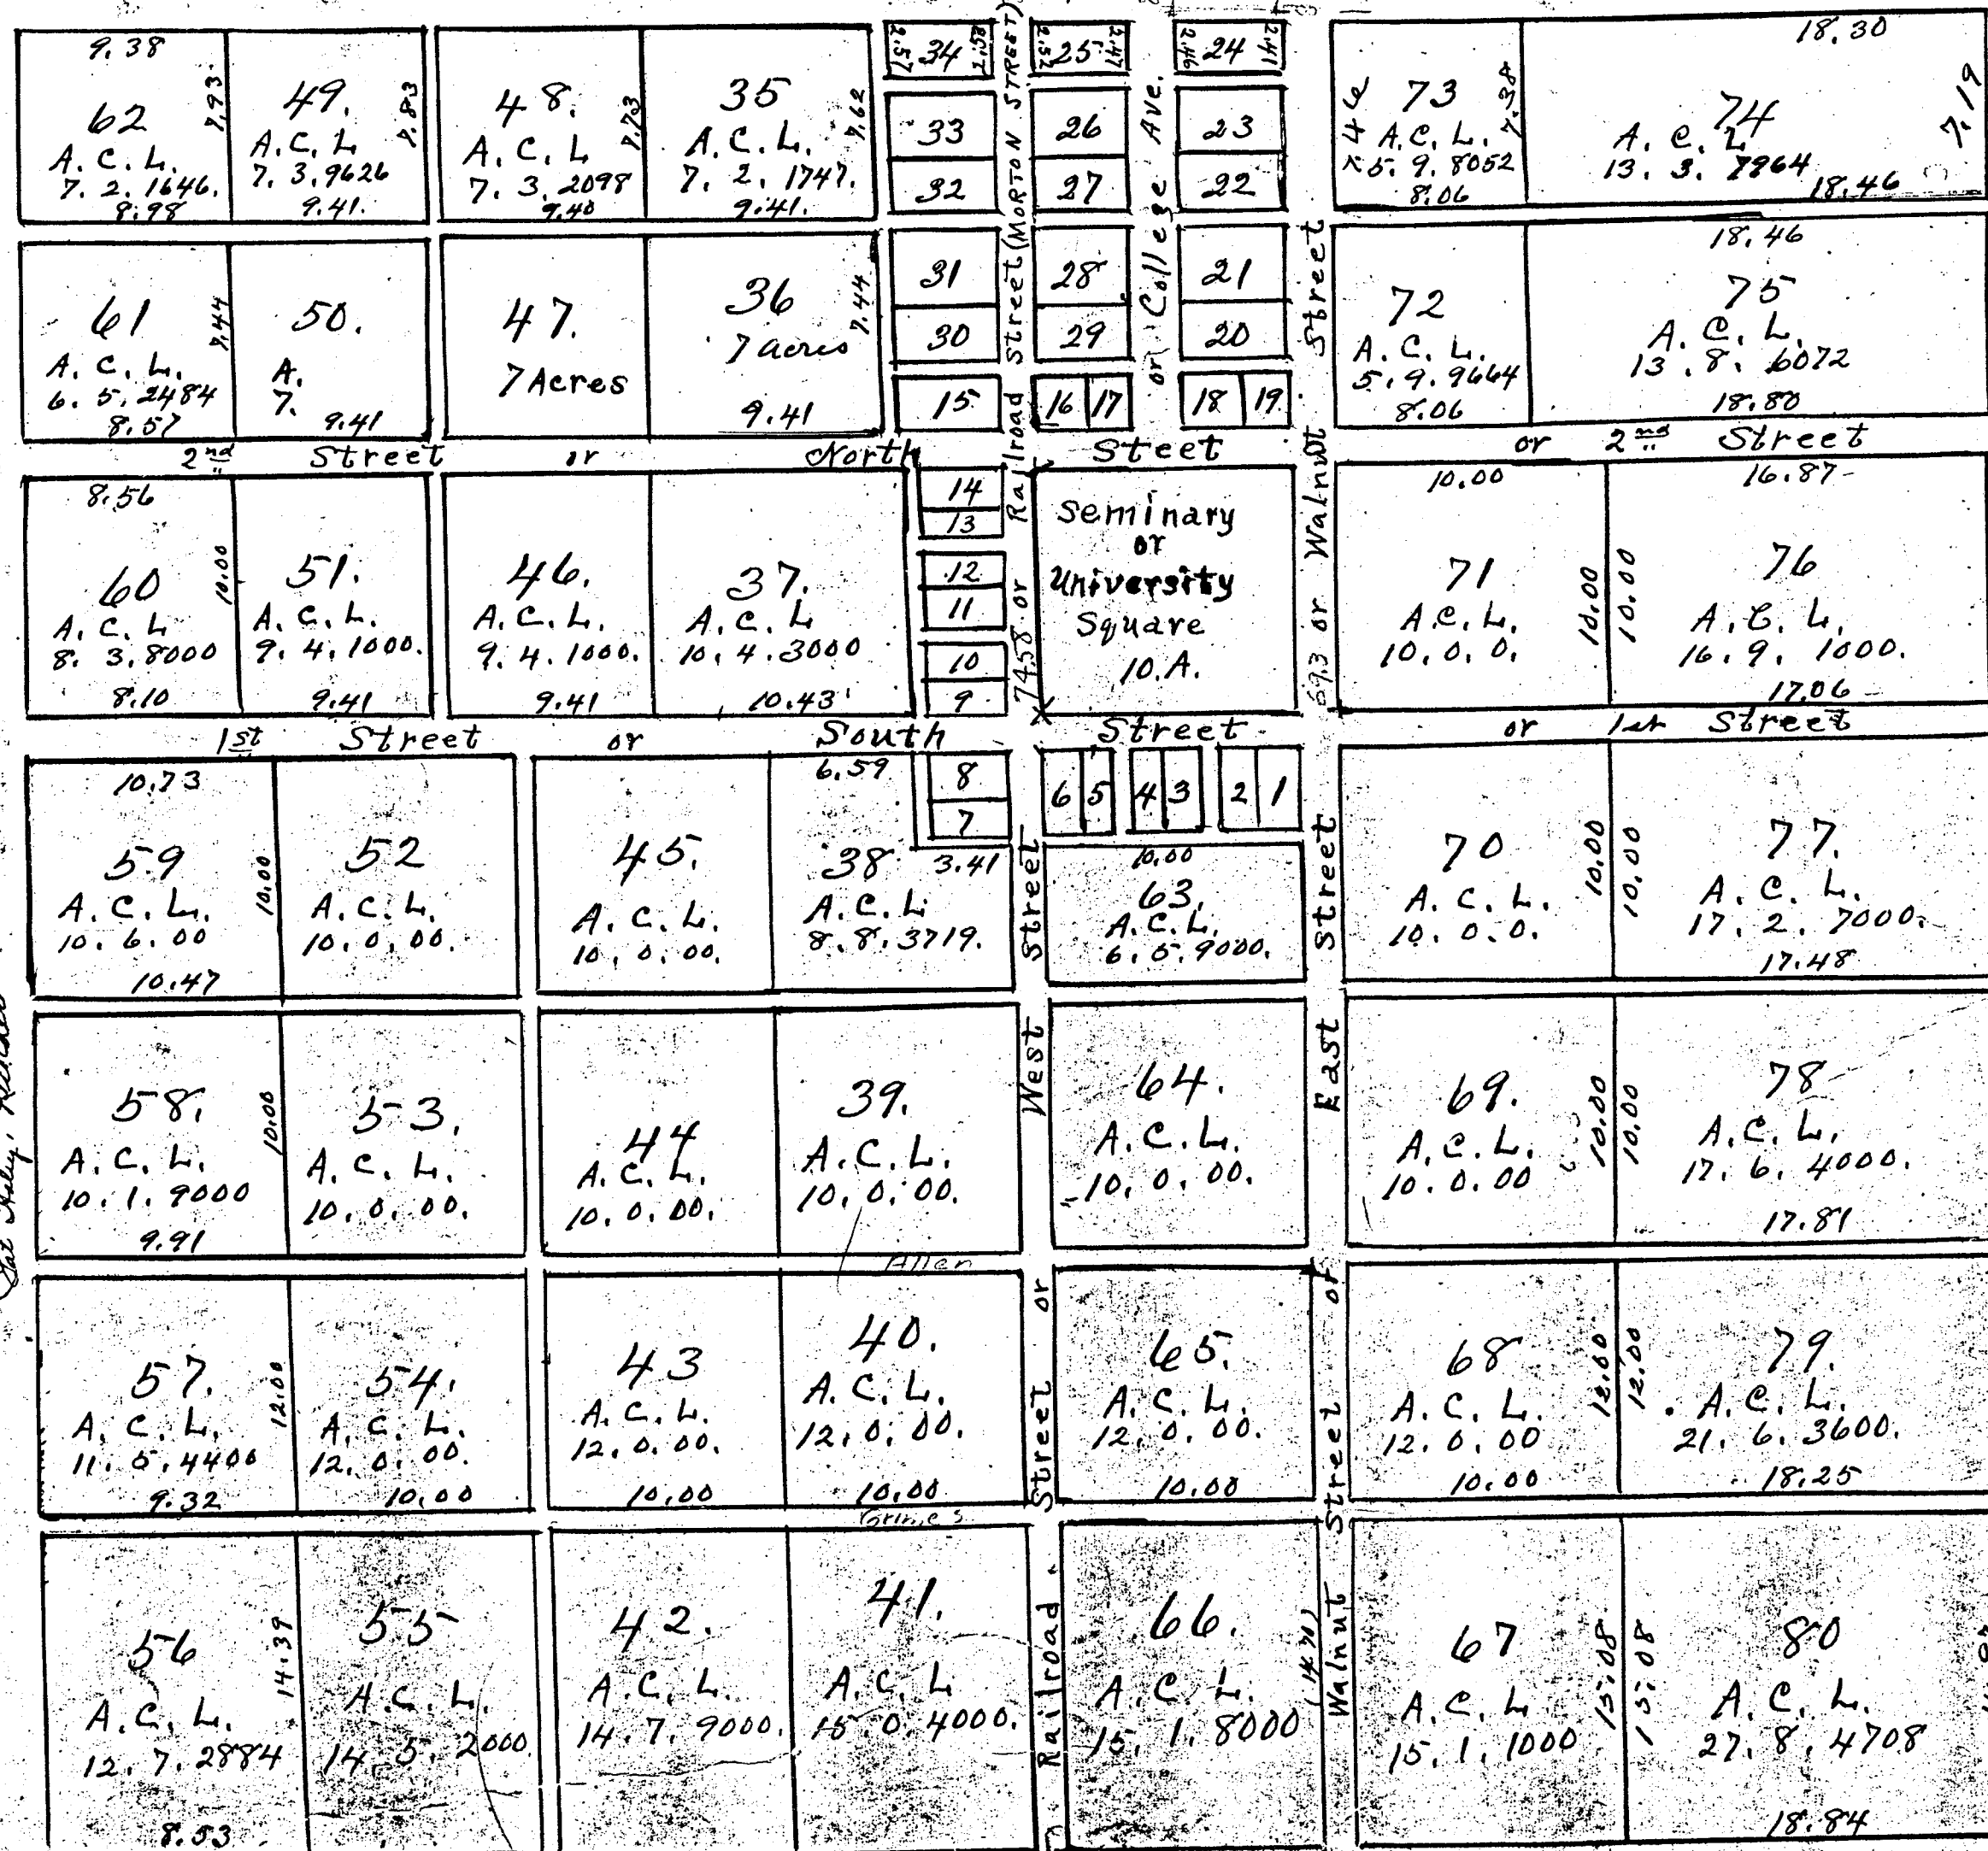 9.38
62
A. C. L.
7. 2. 1646.
8.98
7.93
49.
A. C. L
7. 3. 9626
9.41.
7.83
48.
A. C. L
7. 3. 2098
9.40
7.73
35
A. C. L.
7. 2. 1747.
9.41.
7.62
2.57
34
2.52
25
2.47
2.46
24
2.41
33
26
23
32
27
22
73
A. C. L.
5. 9. 8052
8.06
7.38
18.30
74
A. C. L
13. 3. 7964
18.46
7.19
61
A. C. L.
6. 5. 2484
8.57
7.44
50.
A.
7.
9.41
47.
7 Acres
36
7 acres
9.41
7.44
31
28
21
30
29
20
15
16
17
18
19
72
A. C. L.
5. 9. 9664
8.06
18.46
75
A. C. L.
13. 8. 6072
18.80
2nd Street or North Steet or 2nd Street
8.56
60
A. C. L
8. 3. 8000
8.10
10.00
51.
A. C. L.
9. 4. 1000.
9.41
46.
A. C. L.
9. 4. 1000.
9.41
37.
A. C. L
10. 4. 3000
10.43
14
13
12
11
10
9
Seminary
or
University
Square
10. A.
10.00
71
A. C. L.
10. 0. 0.
10.00
10.00
16.87
76
A. C. L.
16. 9. 1000.
17.06
1st Street or South Street or 1st Street
10.73
59
A. C. L.
10. 6. 00
10.47
10.00
52
A. C. L.
10. 0. 00.
45.
A. C. L.
10. 0. 00.
6.59
38
A. C. L
8. 8. 3719.
3.41
8
7
6
5
4
3
2
1
10.00
63.
A. C. L.
6. 5. 9000.
70
A. C. L.
10. 0. 0.
10.00
10.00
77.
A. C. L.
17. 2. 7000.
17.48
58.
A. C. L.
10. 1. 9000
9.91
10.00
53.
A. C. L.
10. 0. 00.
44
A. C. L.
10. 0. 00.
39.
A. C. L.
10. 0. 00.
64.
A. C. L.
10. 0. 00.
69.
A. C. L.
10. 0. 00
10.00
10.00
78
A. C. L.
17. 6. 4000.
17.81
Allen
57.
A. C. L.
11. 5. 4400
9.32
12.00
54.
A. C. L.
12. 0. 00.
10.00
43
A. C. L.
12. 0. 00.
10.00
40.
A. C. L.
12. 0. 00.
10.00
65.
A. C. L.
12. 0. 00.
10.00
68
A. C. L.
12. 0. 00
10.00
12.00
12.00
79.
A. C. L.
21. 6. 3600.
18.25
Grimes
56
A. C. L.
12. 7. 2884
8.53
14.39
55
A. C. L.
14. 5. 2000
42.
A. C. L.
14. 7. 9000.
41.
A. C. L
15. 0. 4000.
66.
A. C. L.
15. 1. 8000
67
A. C. L
15. 1. 1000
15.08
15.08
80
A. C. L.
27. 8. 4708
18.84
7458 or Railroad Street (MORTON STREET)
or College Ave.
or Walnut Street
Railroad Street or West Street
Walnut Street or East Street